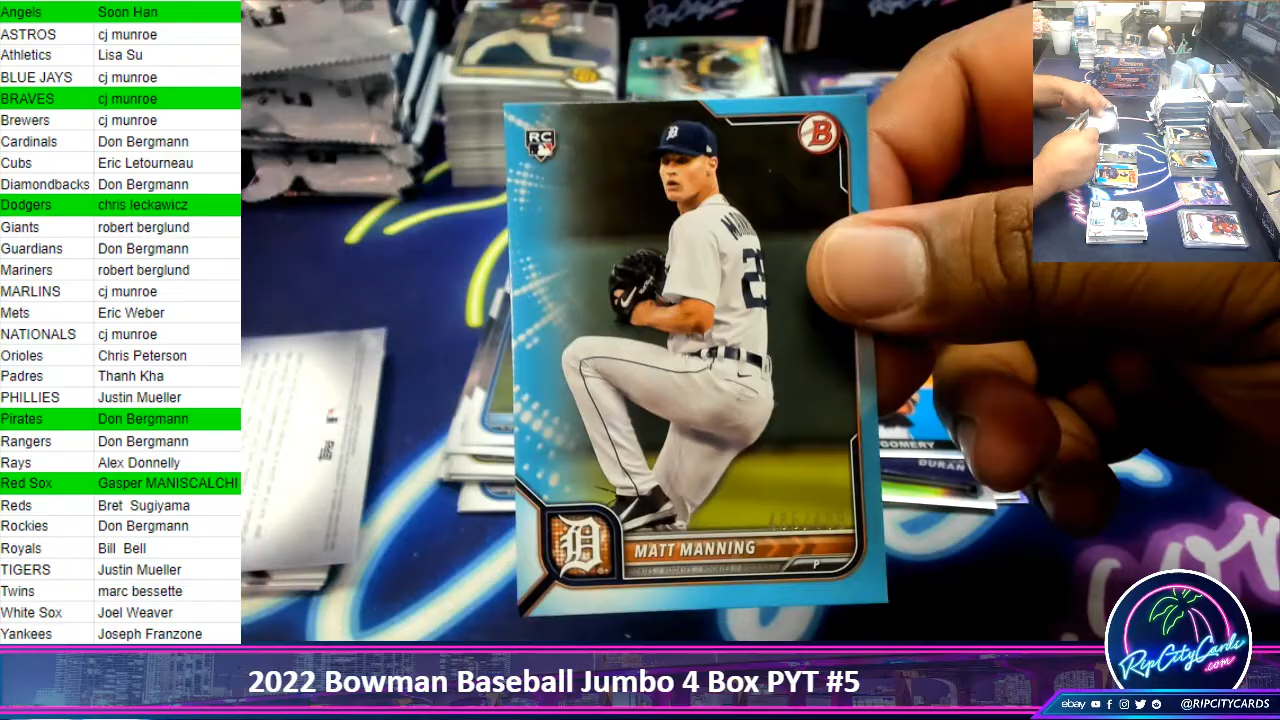 Angels Soon Han
ASTROS cj munroe
Athletics Lisa Su
BLUE JAYS cj munroe
BRAVES cj munroe
Brewers cj munroe
Cardinals Don Bergmann
Cubs Eric Letourneau
Diamondbacks Don Bergmann
Dodgers chris leckawicz
Giants robert berglund
Guardians Don Bergmann
Mariners robert berglund
MARLINS cj munroe
Mets Eric Weber
NATIONALS cj munroe
Orioles Chris Peterson
Padres Thanh Kha
PHILLIES Justin Mueller
Pirates Don Bergmann
Rangers Don Bergmann
Rays Alex Donnelly
Red Sox Gasper MANISCALCHI
Reds Bret Sugiyama
Rockies Don Bergmann
Royals Bill Bell
TIGERS Justin Mueller
Twins marc bessette
White Sox Joel Weaver
Yankees Joseph Franzone
RC
B
D
D
MATT MANNING
P
DURAN
2022 Bowman Baseball Jumbo 4 Box PYT #5
RipCityCards
.com
ebay
@RIPCITYCARDS